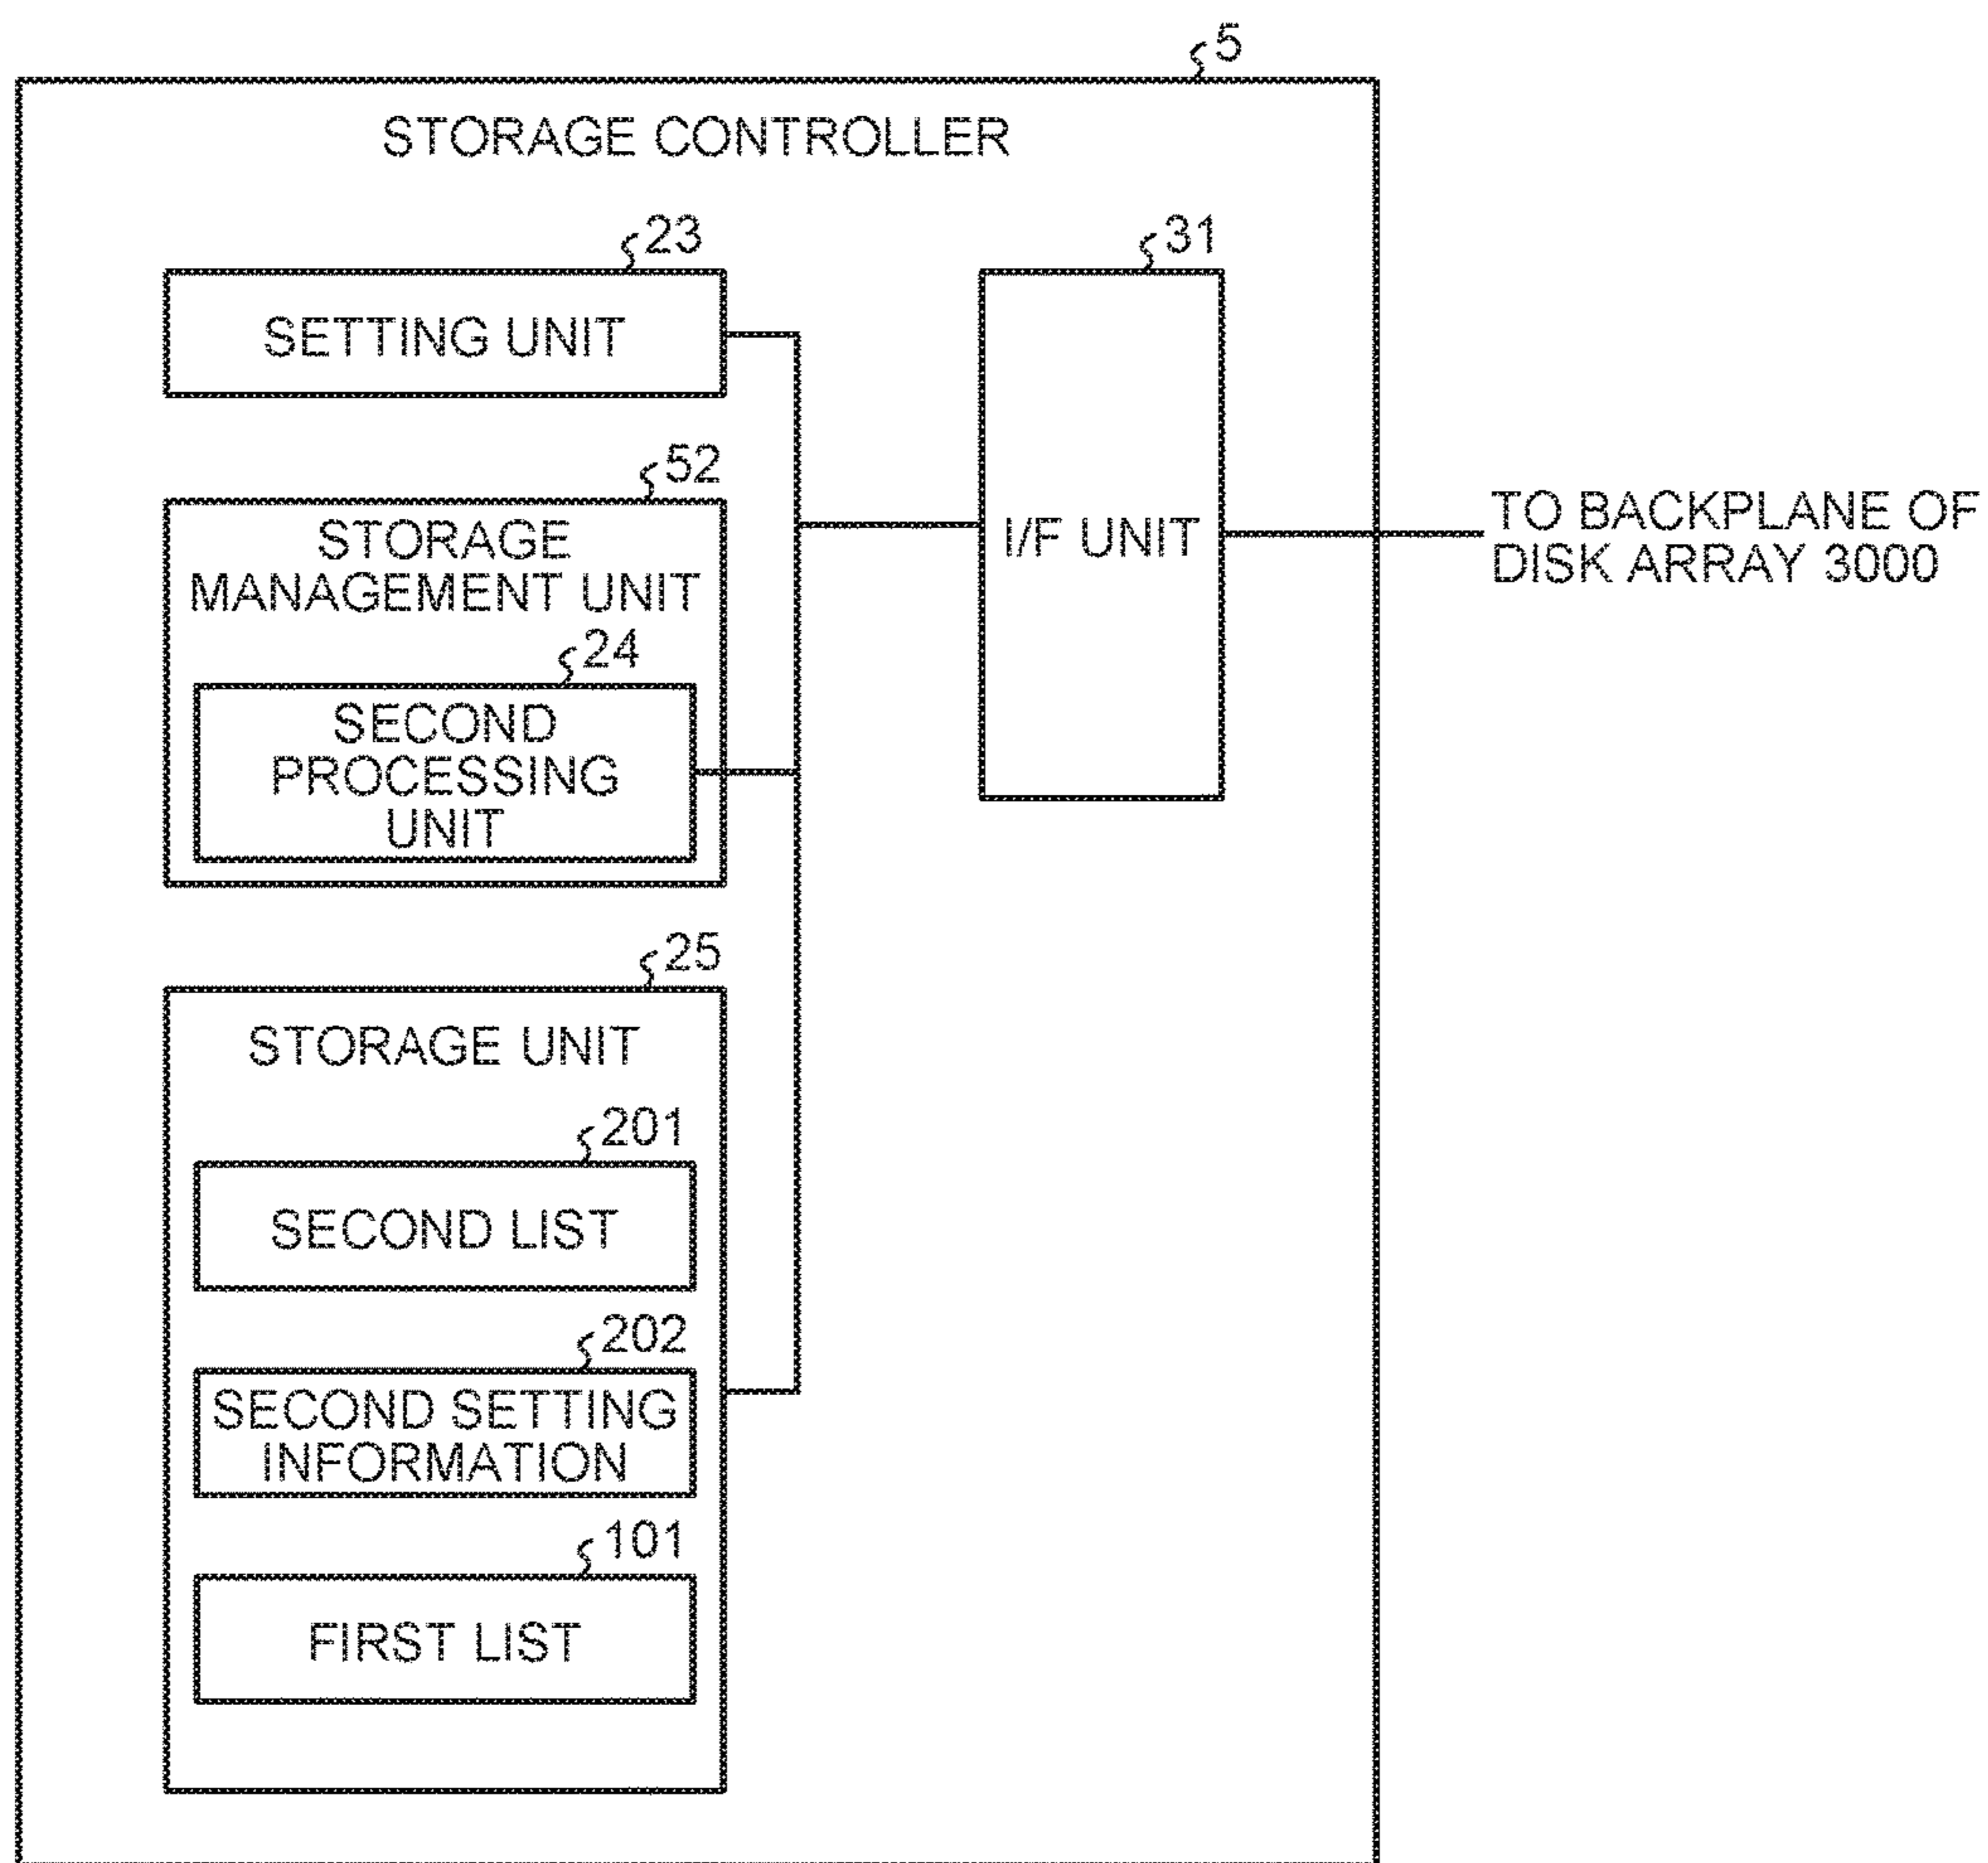 5
STORAGE CONTROLLER
23
SETTING UNIT
31
I/F UNIT
TO BACKPLANE OF
DISK ARRAY 3000
52
STORAGE
MANAGEMENT UNIT
24
SECOND
PROCESSING
UNIT
25
STORAGE UNIT
201
SECOND LIST
202
SECOND SETTING
INFORMATION
101
FIRST LIST